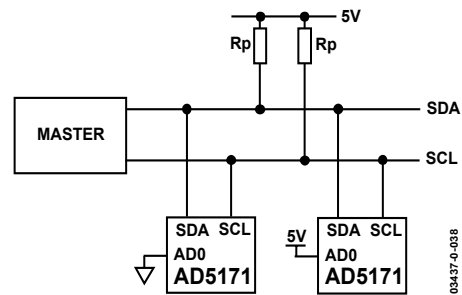 5V
Rp Rp
SDA
MASTER
SCL
SDA SCL
AD0
AD5171
5V
SDA SCL
AD0
AD5171
03437-0-038